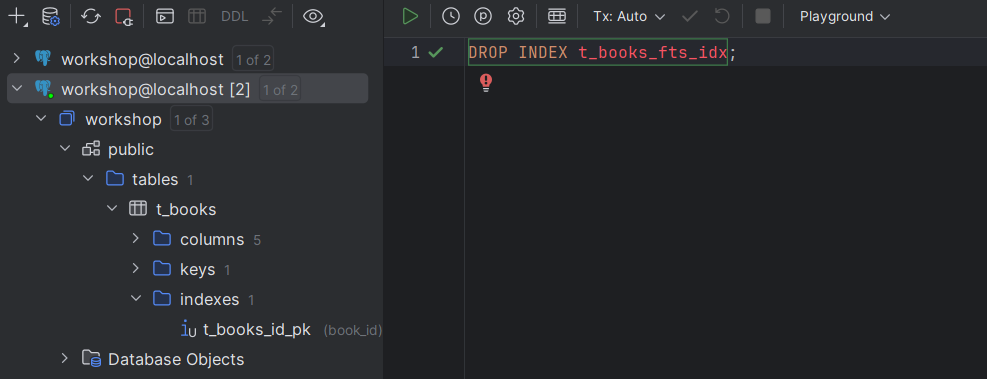 DDL Tx: Auto Playground
workshop@localhost 1 of 2
workshop@localhost [2] 1 of 2
workshop 1 of 3
public
tables 1
t_books
columns 5
keys 1
indexes 1
t_books_id_pk (book_id)
Database Objects
1 DROP INDEX t_books_fts_idx;